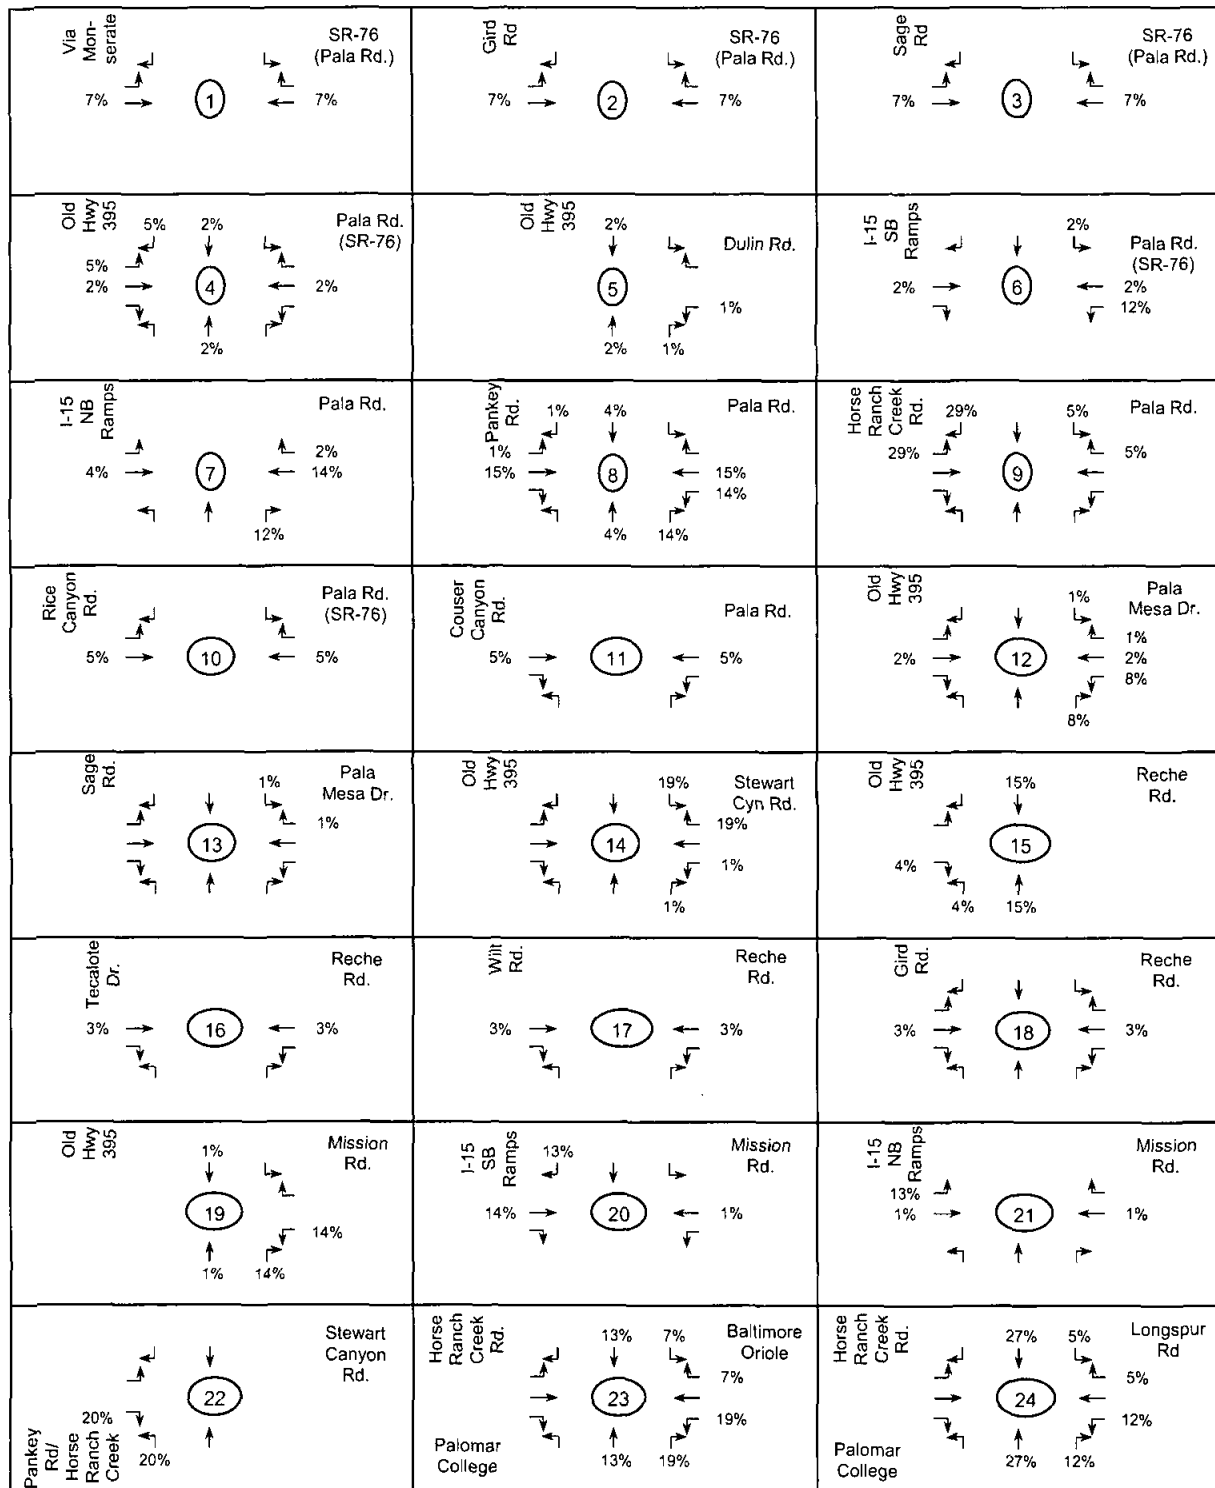 Via
Mon-
serate
SR-76
(Pala Rd.)
7%
1
7%
Gird
Rd
SR-76
(Pala Rd.)
7%
2
7%
Sage
Rd
SR-76
(Pala Rd.)
7%
3
7%
Old
Hwy
395
5%
2%
Pala Rd.
(SR-76)
5%
2%
4
2%
2%
Old
Hwy
395
2%
Dulin Rd.
5
1%
2%
1%
I-15
SB
Ramps
2%
Pala Rd.
(SR-76)
2%
6
2%
12%
I-15
NB
Ramps
Pala Rd.
2%
4%
7
14%
12%
Pankey
Rd.
1%
4%
Pala Rd.
1%
15%
8
15%
14%
4%
14%
Horse
Ranch
Creek
Rd.
29%
5%
Pala Rd.
29%
5%
9
Rice
Canyon
Rd.
Pala Rd.
(SR-76)
5%
10
5%
Couser
Canyon
Rd.
Pala Rd.
5%
11
5%
Old
Hwy
395
1%
Pala
Mesa Dr.
1%
2%
12
2%
8%
8%
Sage
Rd.
1%
Pala
Mesa Dr.
1%
13
Old
Hwy
395
19%
Stewart
Cyn Rd.
19%
14
1%
1%
Old
Hwy
395
15%
Reche
Rd.
15
4%
4%
15%
Tecalote
Dr.
Reche
Rd.
3%
16
3%
Wilt
Rd.
Reche
Rd.
3%
17
3%
Gird
Rd.
Reche
Rd.
3%
18
3%
Old
Hwy
395
1%
Mission
Rd.
19
14%
1%
14%
I-15
SB
Ramps
13%
Mission
Rd.
14%
20
1%
I-15
NB
Ramps
Mission
Rd.
13%
1%
21
1%
Stewart
Canyon
Rd.
22
20%
20%
Pankey
Rd/
Horse
Ranch
Creek
Horse
Ranch
Creek
Rd.
13%
7%
Baltimore
Oriole
7%
23
19%
Palomar
College
13%
19%
Horse
Ranch
Creek
Rd.
27%
5%
Longspur
Rd
5%
24
12%
Palomar
College
27%
12%